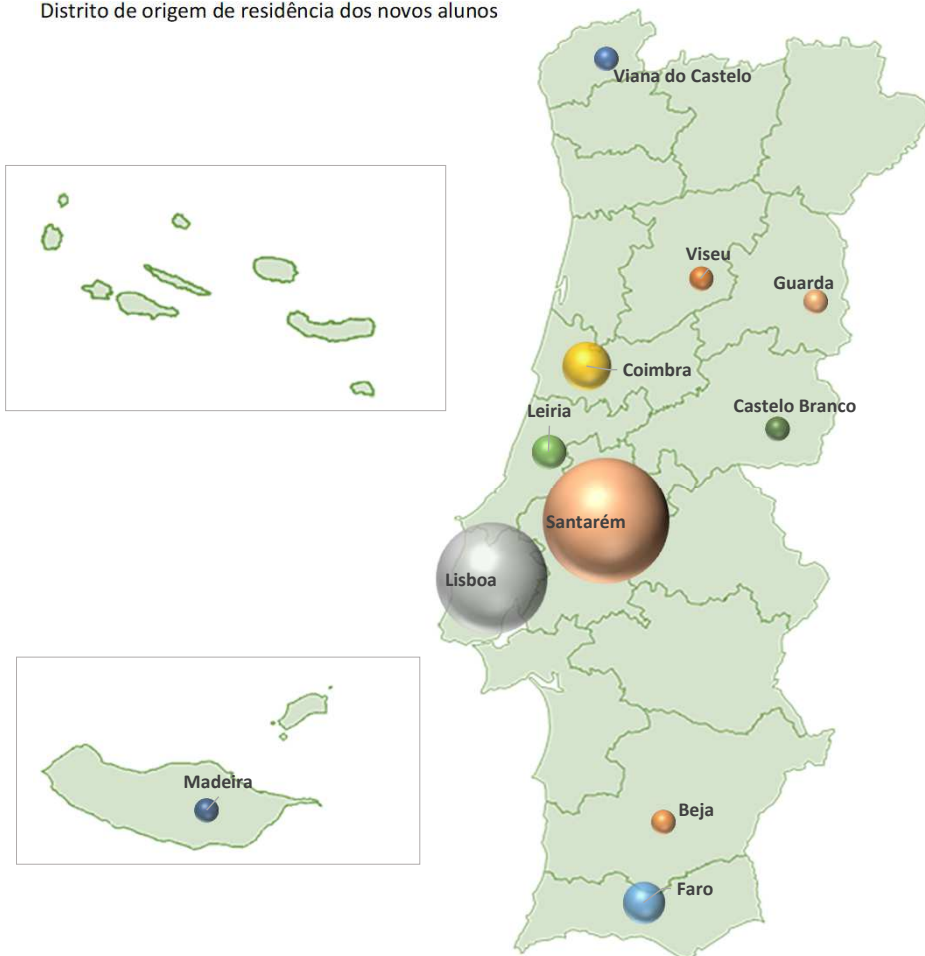 Distrito de origem de residência dos novos alunos
Viana do Castelo
Viseu
Guarda
Coimbra
Castelo Branco
Leiria
Santarém
Lisboa
Madeira
Beja
Faro